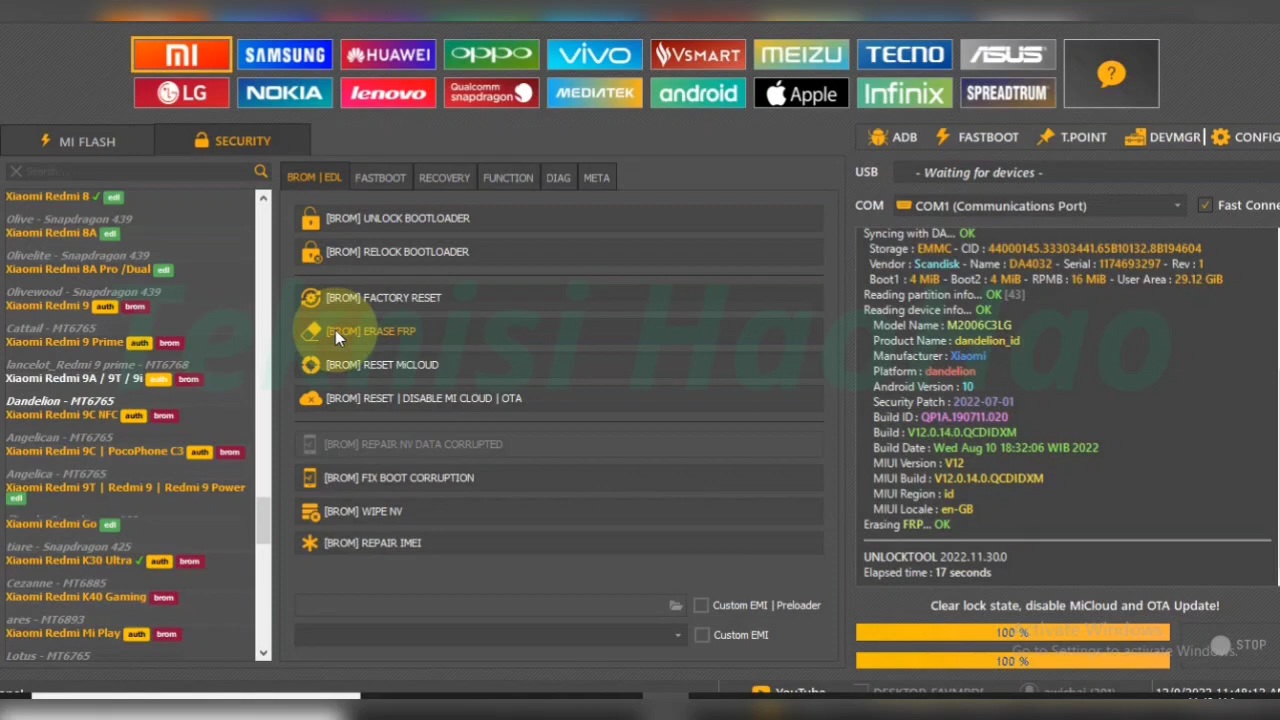 mi SAMSUNG HUAWEI oppo vivo VSMART MEIZU TECNO ASUS ?
LG NOKIA lenovo Qualcomm snapdragon MEDIATEK android Apple Infinix SPREADTRUM
MI FLASH SECURITY
ADB FASTBOOT T.POINT DEVMGR CONFIG
Search...
BROM | EDL FASTBOOT RECOVERY FUNCTION DIAG META
USB - Waiting for devices -
COM COM1 (Communications Port) Fast Conne
Xiaomi Redmi 8 ✓ edl
Olive - Snapdragon 439
Xiaomi Redmi 8A edl
Olivelite - Snapdragon 439
Xiaomi Redmi 8A Pro /Dual edl
Olivewood - Snapdragon 439
Xiaomi Redmi 9 auth brom
Cattail - MT6765
Xiaomi Redmi 9 Prime auth brom
lancelot_Redmi 9 prime - MT6768
Xiaomi Redmi 9A / 9T / 9i auth brom
Dandelion - MT6765
Xiaomi Redmi 9C NFC auth brom
Angelican - MT6765
Xiaomi Redmi 9C | PocoPhone C3 auth brom
Angelica - MT6765
Xiaomi Redmi 9T | Redmi 9 | Redmi 9 Power
edl
Xiaomi Redmi Go edl
tiare - Snapdragon 425
Xiaomi Redmi K30 Ultra ✓ auth brom
Cezanne - MT6885
Xiaomi Redmi K40 Gaming brom
ares - MT6893
Xiaomi Redmi Mi Play auth brom
Lotus - MT6765
[BROM] UNLOCK BOOTLOADER
[BROM] RELOCK BOOTLOADER
[BROM] FACTORY RESET
[BROM] ERASE FRP
[BROM] RESET MiCLOUD
[BROM] RESET | DISABLE MI CLOUD | OTA
[BROM] REPAIR NV DATA CORRUPTED
[BROM] FIX BOOT CORRUPTION
[BROM] WIPE NV
[BROM] REPAIR IMEI
Custom EMI | Preloader
Custom EMI
Teknisi HaoHao
Syncing with DA... OK
Storage : EMMC - CID : 44000145.33303441.65B10132.8B194604
Vendor : Scandisk - Name : DA4032 - Serial : 1174693297 - Rev : 1
Boot1 : 4 MiB - Boot2 : 4 MiB - RPMB : 16 MiB - User Area : 29.12 GiB
Reading partition info... OK [43]
Reading device info... OK
Model Name : M2006C3LG
Product Name : dandelion_id
Manufacturer : Xiaomi
Platform : dandelion
Android Version : 10
Security Patch : 2022-07-01
Build ID : QP1A.190711.020
Build : V12.0.14.0.QCDIDXM
Build Date : Wed Aug 10 18:32:06 WIB 2022
MIUI Version : V12
MIUI Build : V12.0.14.0.QCDIDXM
MIUI Region : id
MIUI Locale : en-GB
Erasing FRP... OK
UNLOCKTOOL 2022.11.30.0
Elapsed time : 17 seconds
Clear lock state, disable MiCloud and OTA Update!
100 %
Activate Windows
Go to Settings to activate Windows.
STOP
100 %
YouTube